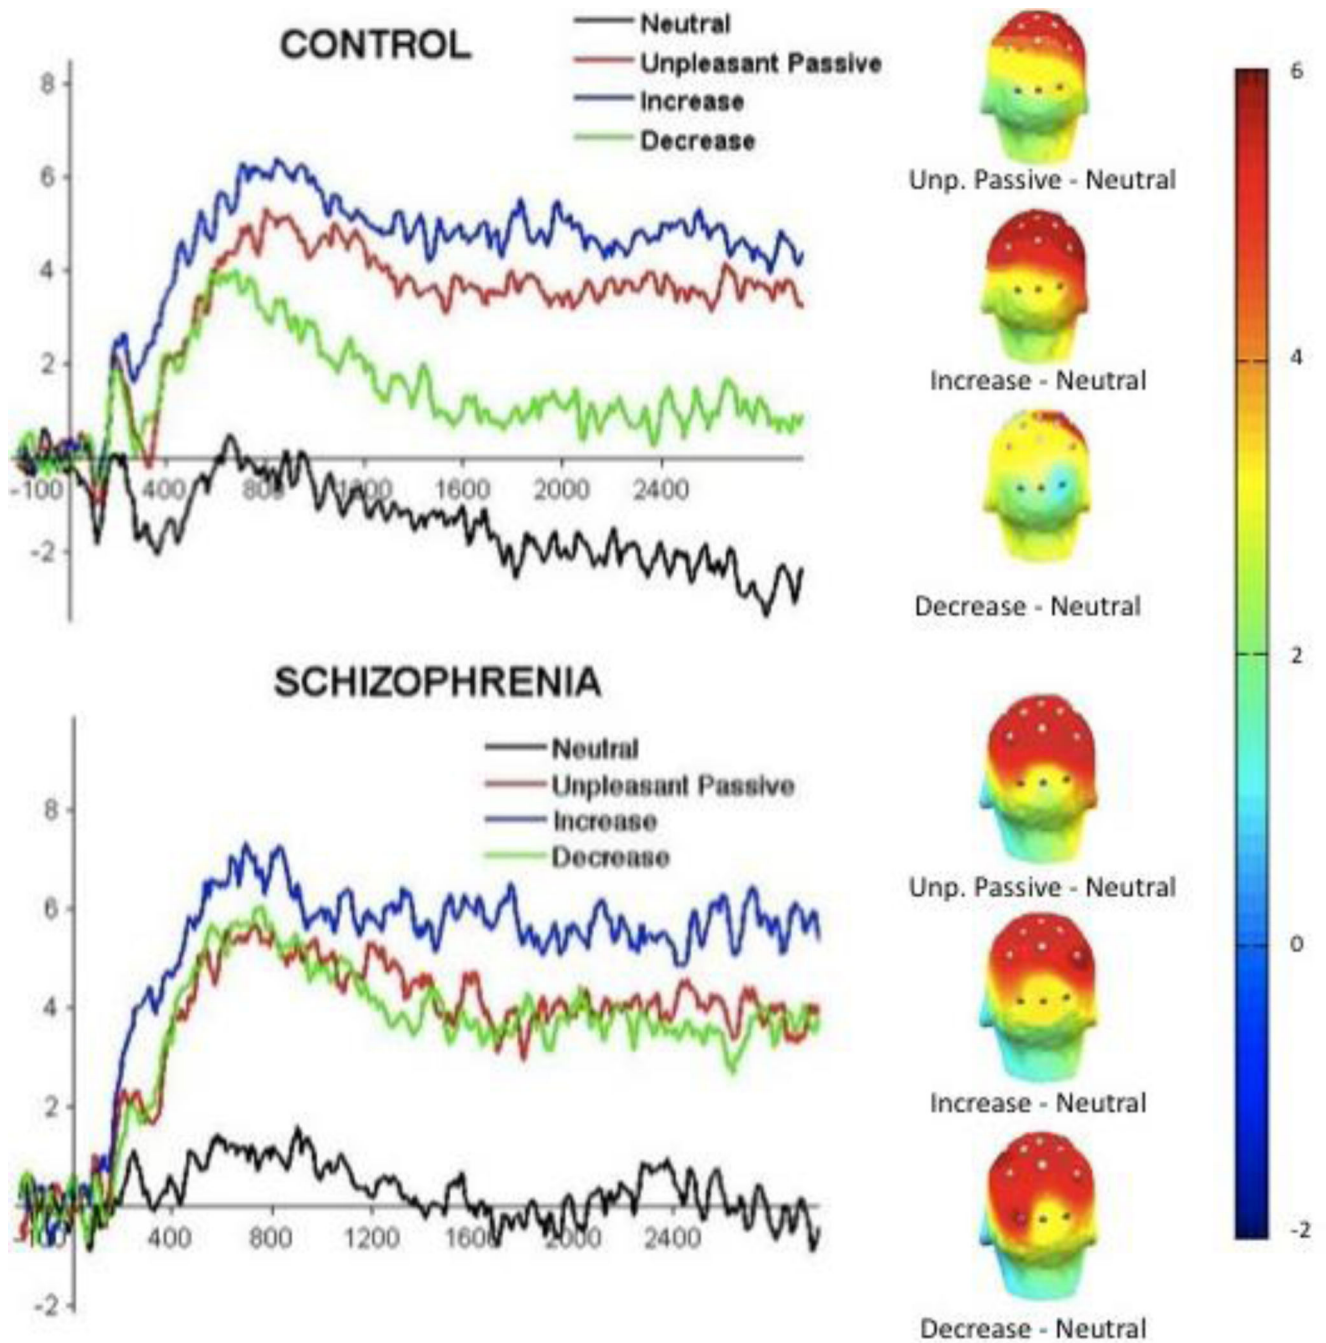 CONTROL
Neutral
Unpleasant Passive
Increase
Decrease
8
6
4
2
-2
-100 400 800 1200 1600 2000 2400
Unp. Passive - Neutral
Increase - Neutral
Decrease - Neutral
SCHIZOPHRENIA
Neutral
Unpleasant Passive
Increase
Decrease
8
6
4
2
-2
400 800 1200 1600 2000 2400
Unp. Passive - Neutral
Increase - Neutral
Decrease - Neutral
6
4
2
0
-2